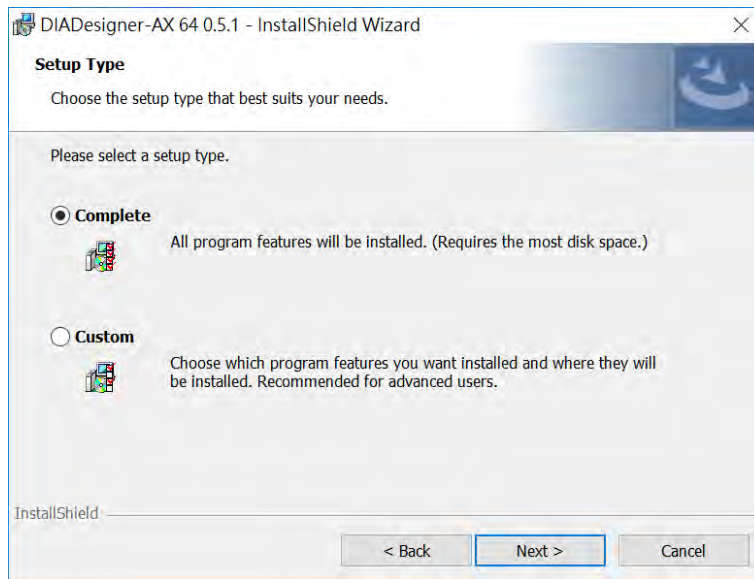 DIADesigner-AX 64 0.5.1 - InstallShield Wizard
Setup Type
Choose the setup type that best suits your needs.
Please select a setup type.
Complete
All program features will be installed. (Requires the most disk space.)
Custom
Choose which program features you want installed and where they will
be installed. Recommended for advanced users.
InstallShield
< Back Next > Cancel